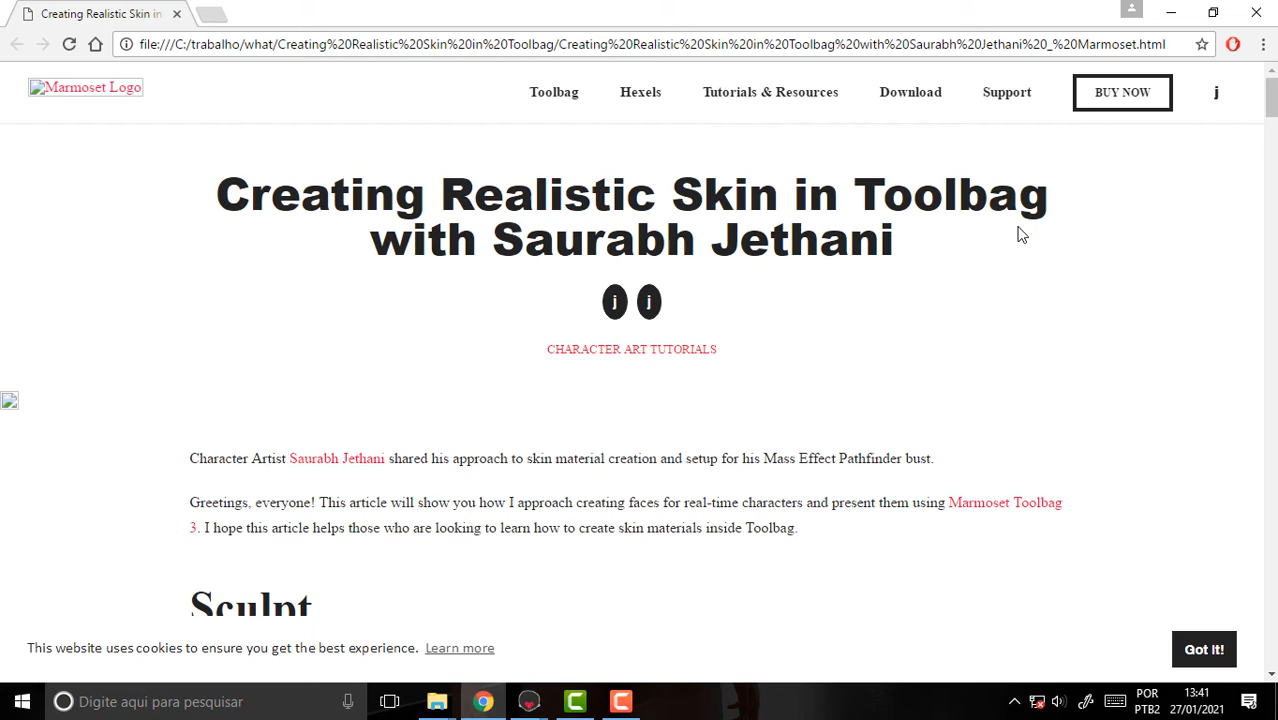 Creating Realistic Skin in
file:///C:/trabalho/what/Creating%20Realistic%20Skin%20in%20Toolbag/Creating%20Realistic%20Skin%20in%20Toolbag%20with%20Saurabh%20Jethani%20_%20Marmoset.html
Marmoset Logo
Toolbag Hexels Tutorials & Resources Download Support BUY NOW j
Creating Realistic Skin in Toolbag
with Saurabh Jethani
j j
CHARACTER ART TUTORIALS
Character Artist Saurabh Jethani shared his approach to skin material creation and setup for his Mass Effect Pathfinder bust.
Greetings, everyone! This article will show you how I approach creating faces for real-time characters and present them using Marmoset Toolbag
3. I hope this article helps those who are looking to learn how to create skin materials inside Toolbag.
Sculpt
This website uses cookies to ensure you get the best experience. Learn more Got it!
Digite aqui para pesquisar
POR 13:41
PTB2 27/01/2021